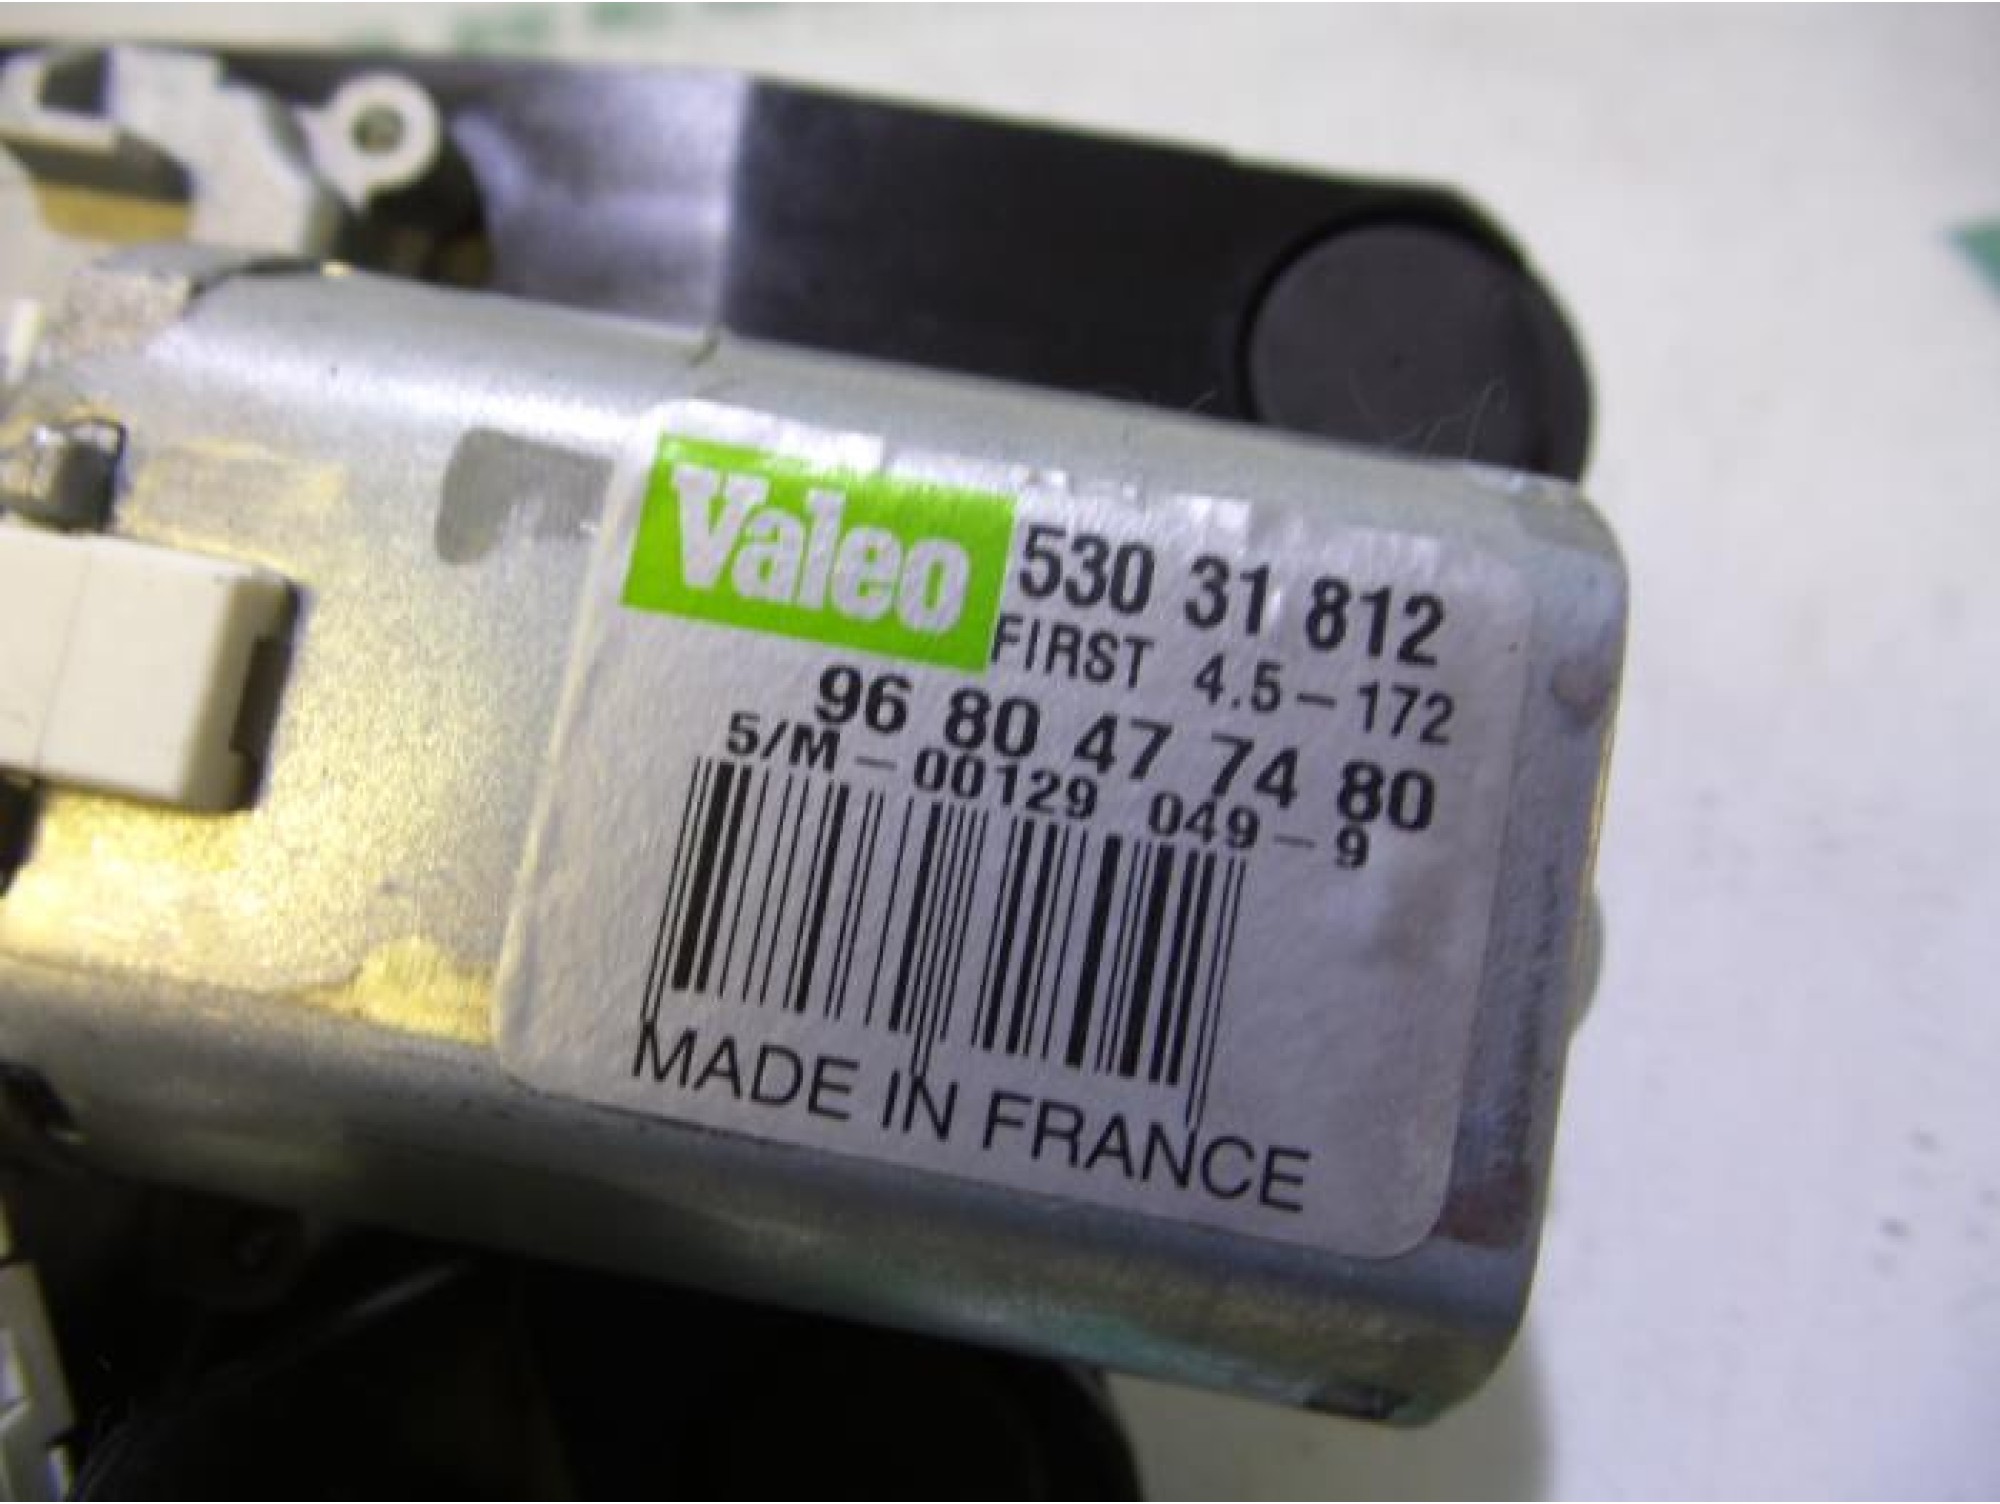 Valeo 530 31 812
FIRST 4.5-172
96 80 47 74 80
5/M-00129 049-9
MADE IN FRANCE